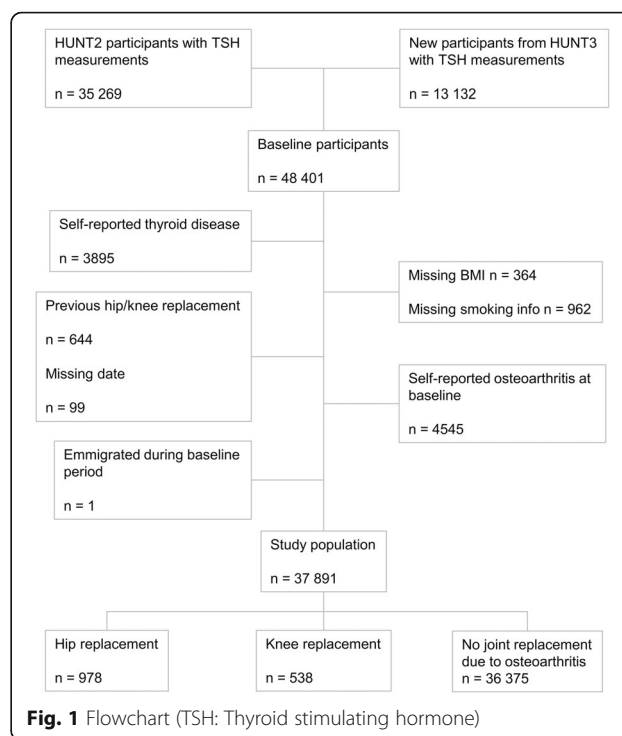 HUNT2 participants with TSH
measurements
n = 35 269
New participants from HUNT3
with TSH measurements
n = 13 132
Baseline participants
n = 48 401
Self-reported thyroid disease
n = 3895
Missing BMI n = 364
Missing smoking info n = 962
Previous hip/knee replacement
n = 644
Missing date
n = 99
Self-reported osteoarthritis at
baseline
n = 4545
Emmigrated during baseline
period
n = 1
Study population
n = 37 891
Hip replacement
n = 978
Knee replacement
n = 538
No joint replacement
due to osteoarthritis
n = 36 375
Fig. 1 Flowchart (TSH: Thyroid stimulating hormone)